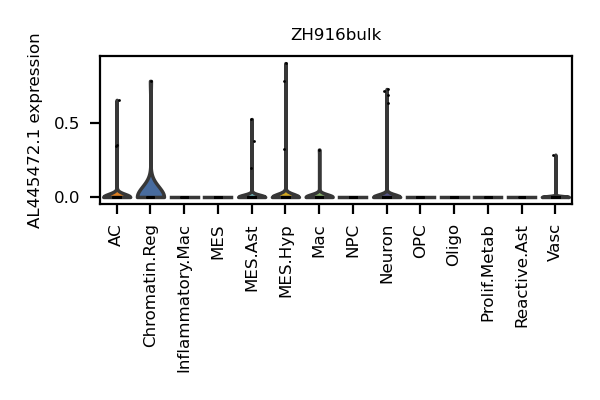 ZH916bulk
AL445472.1 expression
0.5
0.0
AC
Chromatin.Reg
Inflammatory.Mac
MES
MES.Ast
MES.Hyp
Mac
NPC
Neuron
OPC
Oligo
Prolif.Metab
Reactive.Ast
Vasc